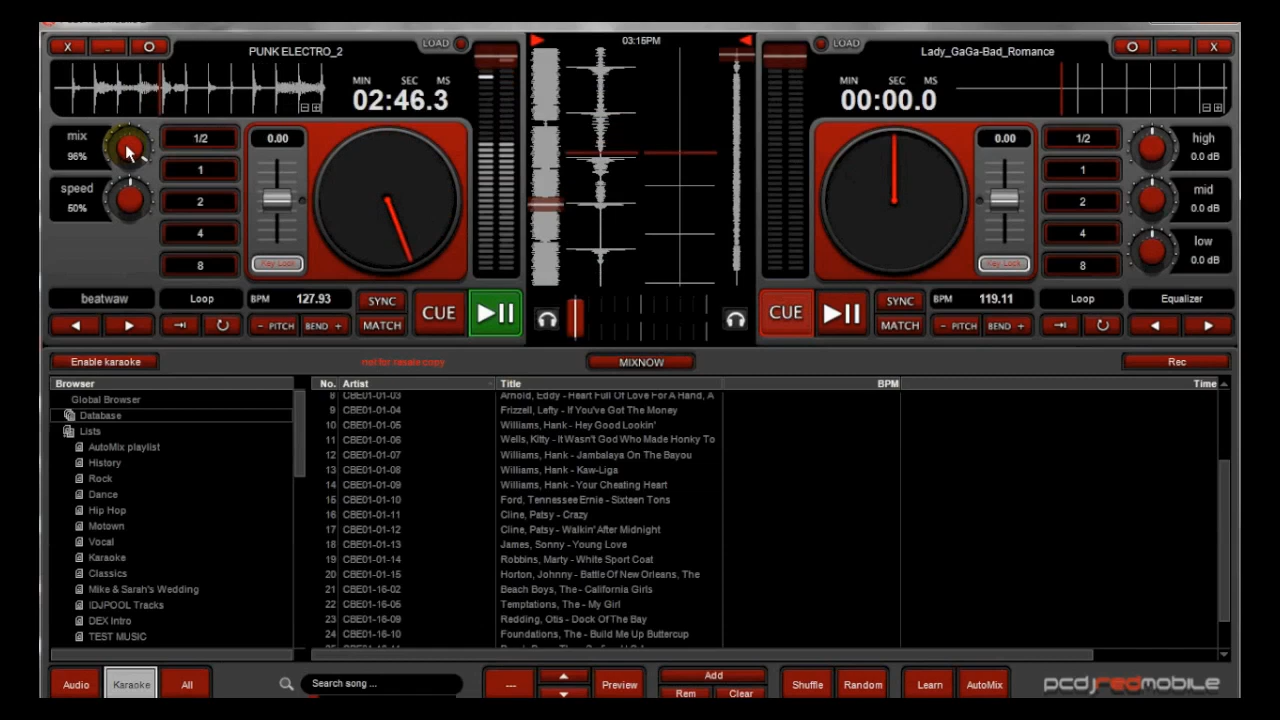 X _ O
PUNK ELECTRO_2
LOAD
MIN SEC MS
02:46.3
mix
96%
speed
50%
1/2
1
2
4
8
0.00
Key Lock
beatwaw
Loop
BPM 127.93
SYNC
CUE
- PITCH
BEND +
MATCH
03:15PM
LOAD
Lady_GaGa-Bad_Romance
O _ X
MIN SEC MS
00:00.0
0.00
Key Lock
1/2
1
2
4
8
high
0.0 dB
mid
0.0 dB
low
0.0 dB
CUE
SYNC
BPM 119.11
Loop
Equalizer
MATCH
- PITCH
BEND +
Enable karaoke
not for resale copy
MIXNOW
Rec
Browser
Global Browser
Database
Lists
AutoMix playlist
History
Rock
Dance
Hip Hop
Motown
Vocal
Karaoke
Classics
Mike & Sarah's Wedding
IDJPOOL Tracks
DEX Intro
TEST MUSIC
No. Artist Title BPM Time
8 CBE01-01-03 Arnold, Eddy - Heart Full Of Love For A Hand, A
9 CBE01-01-04 Frizzell, Lefty - If You've Got The Money
10 CBE01-01-05 Williams, Hank - Hey Good Lookin'
11 CBE01-01-06 Wells, Kitty - It Wasn't God Who Made Honky To
12 CBE01-01-07 Williams, Hank - Jambalaya On The Bayou
13 CBE01-01-08 Williams, Hank - Kaw-Liga
14 CBE01-01-09 Williams, Hank - Your Cheating Heart
15 CBE01-01-10 Ford, Tennessee Ernie - Sixteen Tons
16 CBE01-01-11 Cline, Patsy - Crazy
17 CBE01-01-12 Cline, Patsy - Walkin' After Midnight
18 CBE01-01-13 James, Sonny - Young Love
19 CBE01-01-14 Robbins, Marty - White Sport Coat
20 CBE01-01-15 Horton, Johnny - Battle Of New Orleans, The
21 CBE01-16-02 Beach Boys, The - California Girls
22 CBE01-16-05 Temptations, The - My Girl
23 CBE01-16-09 Redding, Otis - Dock Of The Bay
24 CBE01-16-10 Foundations, The - Build Me Up Buttercup
Audio
Karaoke
All
Search song ...
---
Preview
Add
Rem
Clear
Shuffle
Random
Learn
AutoMix
pcdjredmobile